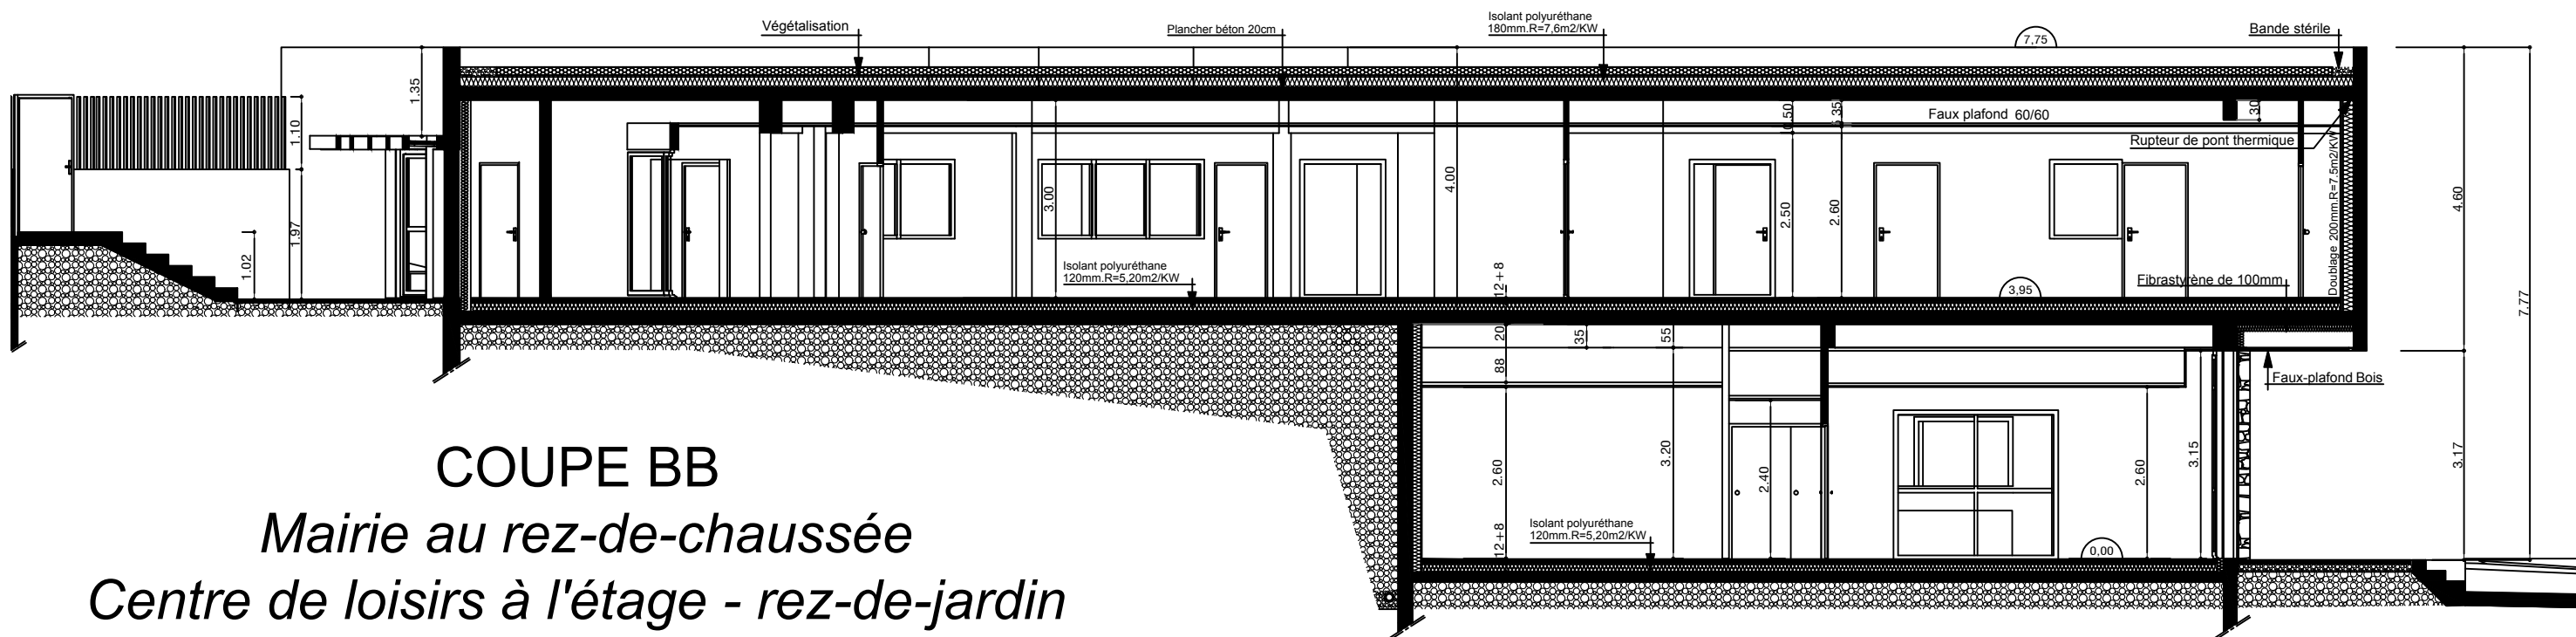 Végétalisation
Plancher béton 20cm
Isolant polyuréthane
180mm.R=7,6m2/KW
7,75
Bande stérile
1.35
1.10
1.97
1.02
3.00
4.00
12+8
2.50
2.60
Faux plafond 60/60
30
Rupteur de pont thermique
Doublage 200mm.R=7.5m2/KW
4.60
7.77
3.17
Isolant polyuréthane
120mm.R=5,20m2/KW
3,95
Fibrastyrène de 100mm
20
88
35
55
Faux-plafond Bois
2.60
12+8
3.20
2.40
2.60
3.15
Isolant polyuréthane
120mm.R=5,20m2/KW
0,00
COUPE BB
Mairie au rez-de-chaussée
Centre de loisirs à l'étage - rez-de-jardin